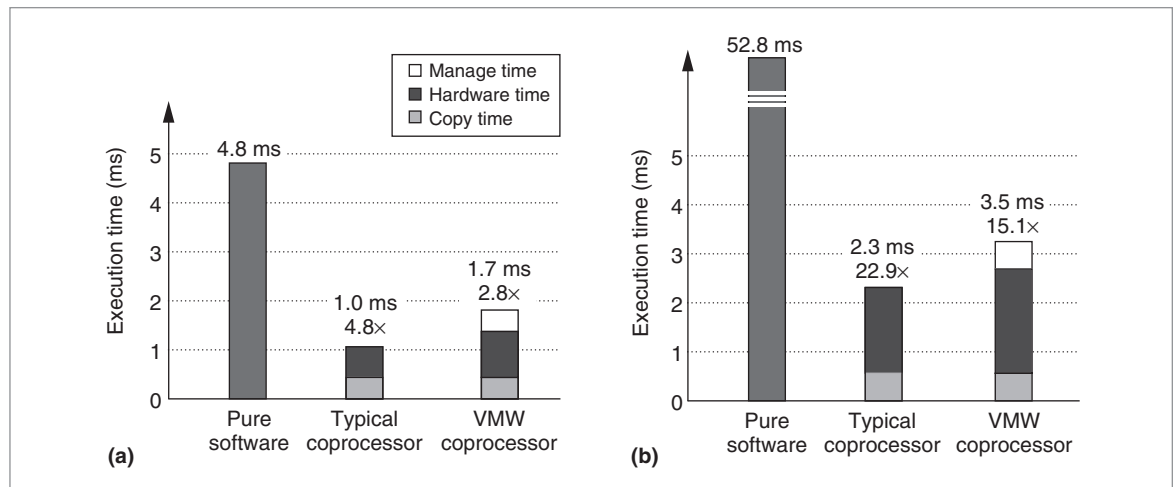 Manage time
Hardware time
Copy time
Execution time (ms)
5
4
3
2
1
0
4.8 ms
1.0 ms
4.8×
1.7 ms
2.8×
Pure
software
Typical
coprocessor
VMW
coprocessor
(a)
52.8 ms
Execution time (ms)
5
4
3
2
1
0
2.3 ms
22.9×
3.5 ms
15.1×
Pure
software
Typical
coprocessor
VMW
coprocessor
(b)